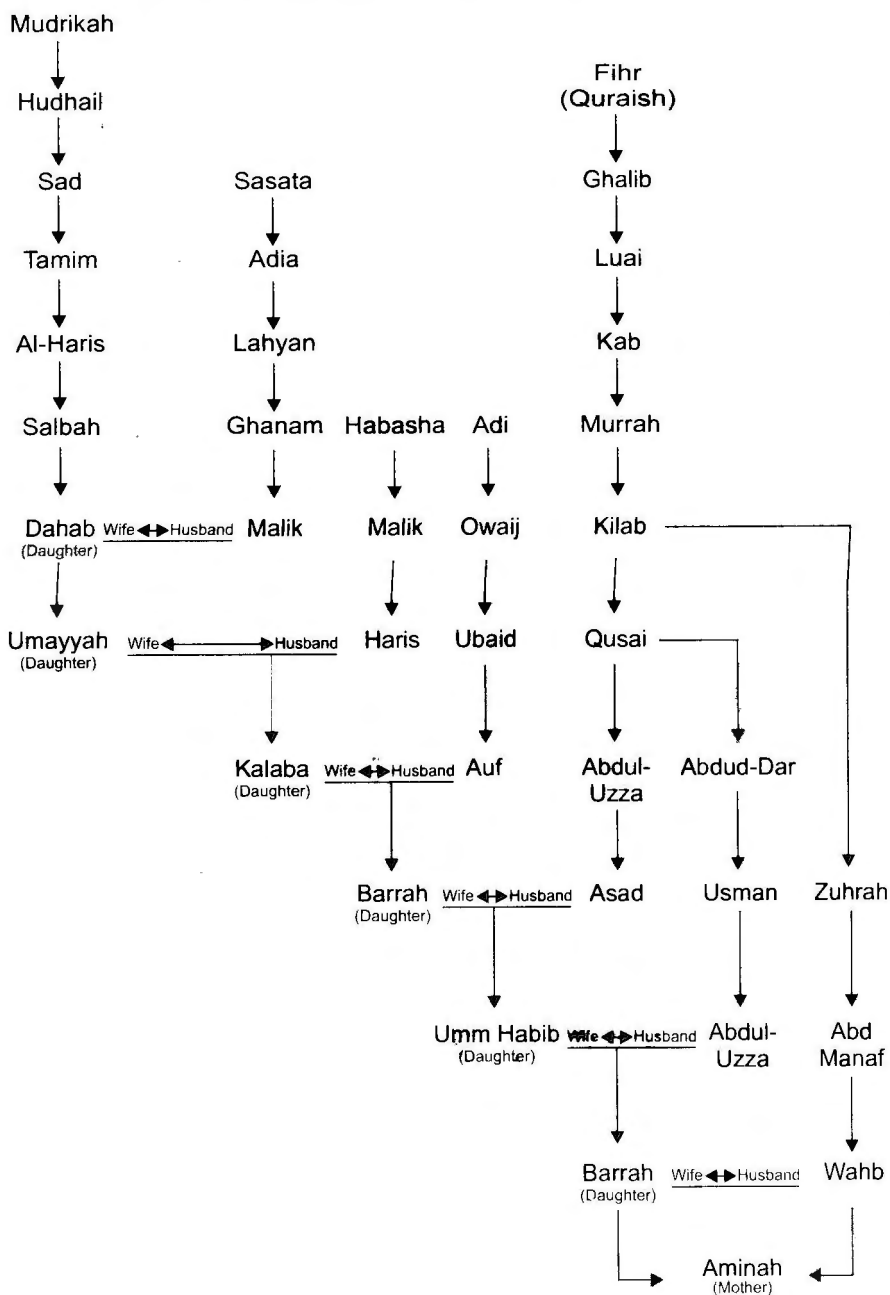 Mudrikah
Fihr
(Quraish)
Hudhail
Sad Sasata Ghalib
Tamim Adia Luai
Al-Haris Lahyan Kab
Salbah Ghanam Habasha Adi Murrah
Dahab Wife Husband Malik Malik Owaij Kilab
(Daughter)
Umayyah Wife Husband Haris Ubaid Qusai
(Daughter)
Kalaba Wife Husband Auf Abdul- Abdud-Dar
(Daughter) Uzza
Barrah Wife Husband Asad Usman Zuhrah
(Daughter)
Umm Habib Wife Husband Abdul- Abd
(Daughter) Uzza Manaf
Barrah Wife Husband Wahb
(Daughter)
Aminah
(Mother)